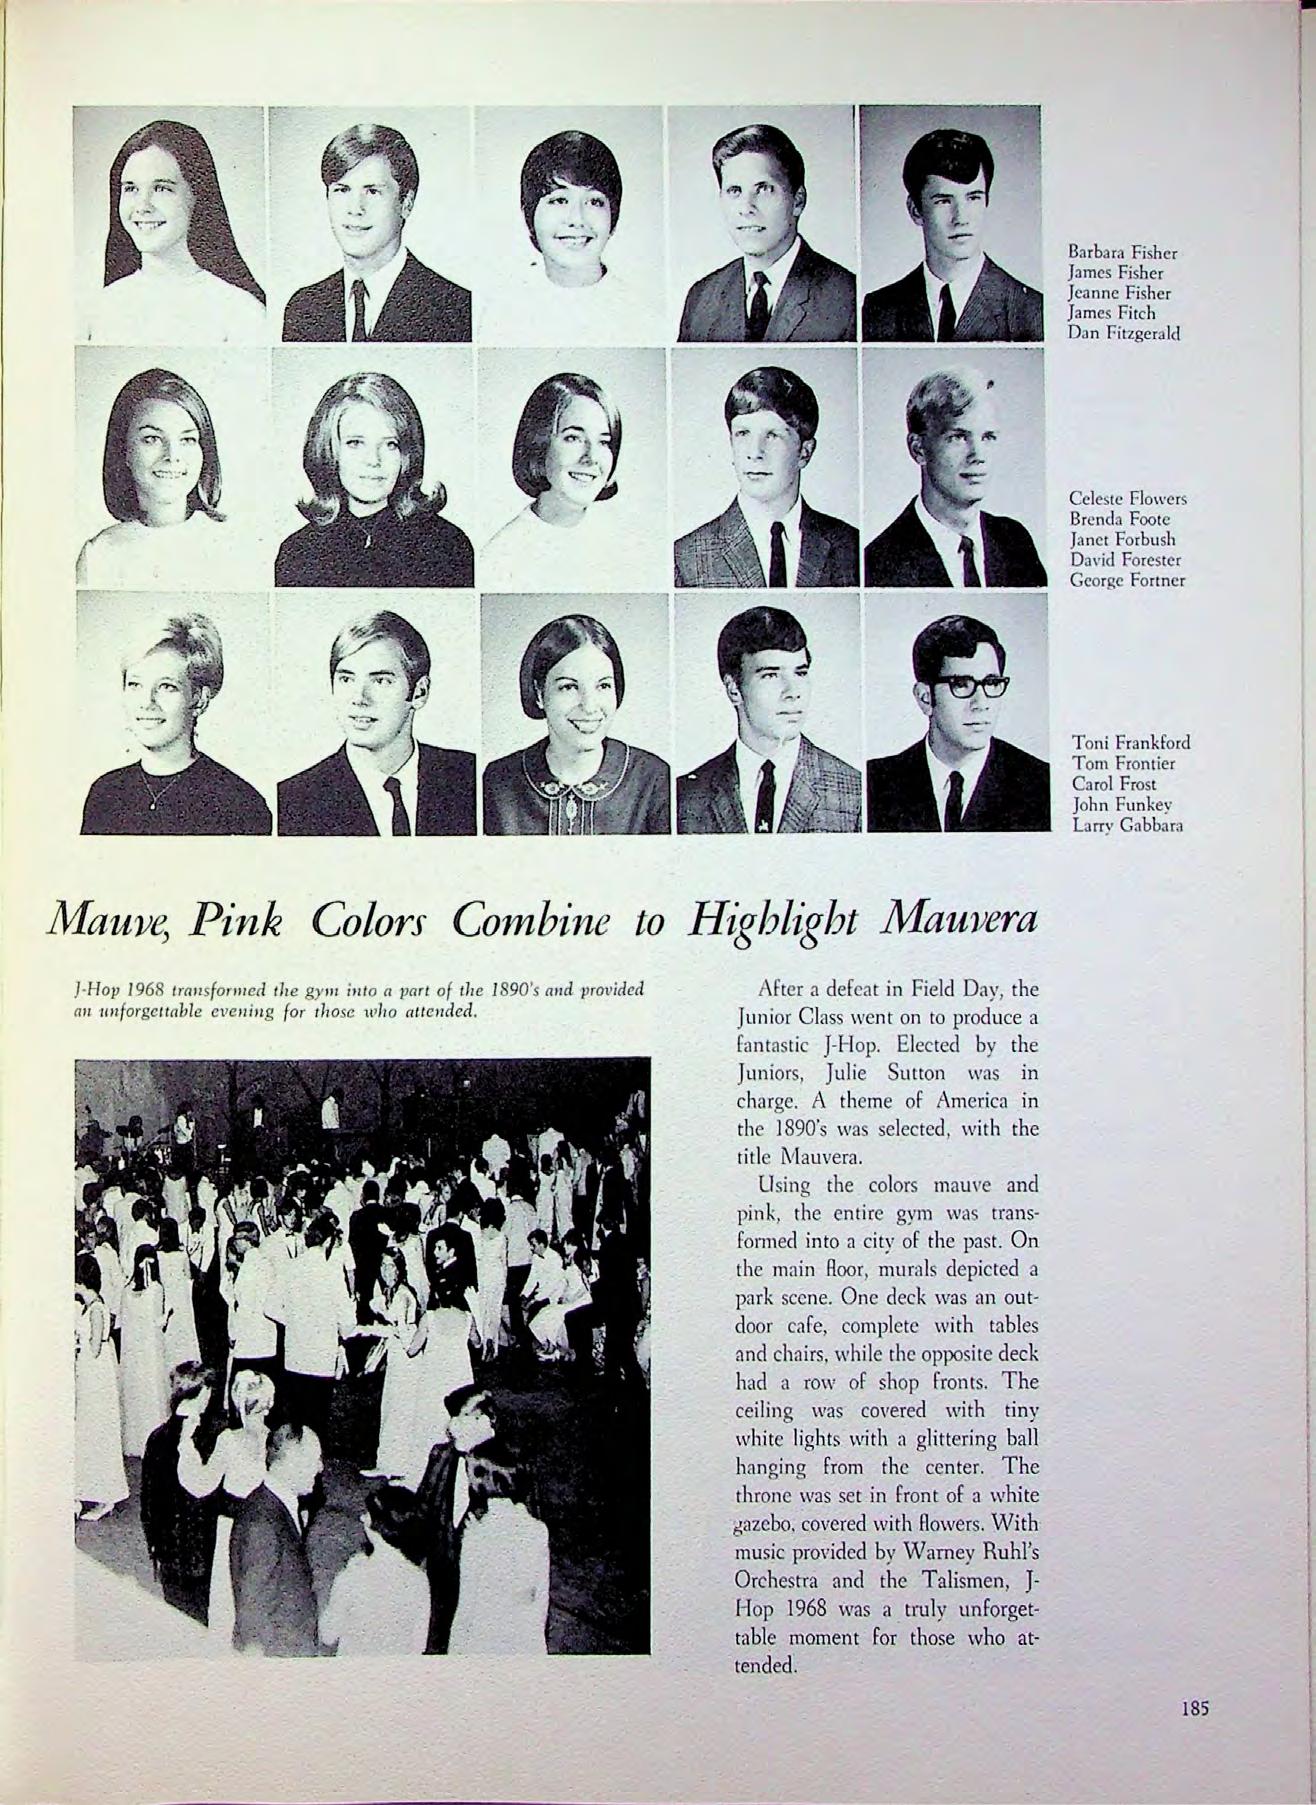 Barbara Fisher
James Fisher
Jeanne Fisher
James Fitch
Dan Fitzgerald
Celeste Flowers
Brenda Foote
Janet Forbush
David Forester
George Fortner
Toni Frankford
Tom Frontier
Carol Frost
John Funkey
Larry Gabbara
Mauve, Pink Colors Combine to Highlight Mauvera
J-Hop 1968 transformed the gym into a part of the 1890's and provided
an unforgettable evening for those who attended.
After a defeat in Field Day, the
Junior Class went on to produce a
fantastic J-Hop. Elected by the
Juniors, Julie Sutton was in
charge. A theme of America in
the 1890's was selected, with the
title Mauvera.
Using the colors mauve and
pink, the entire gym was trans-
formed into a city of the past. On
the main floor, murals depicted a
park scene. One deck was an out-
door cafe, complete with tables
and chairs, while the opposite deck
had a row of shop fronts. The
ceiling was covered with tiny
white lights with a glittering ball
hanging from the center. The
throne was set in front of a white
gazebo, covered with flowers. With
music provided by Warney Ruhl's
Orchestra and the Talismen, J-
Hop 1968 was a truly unforget-
table moment for those who at-
tended.
185